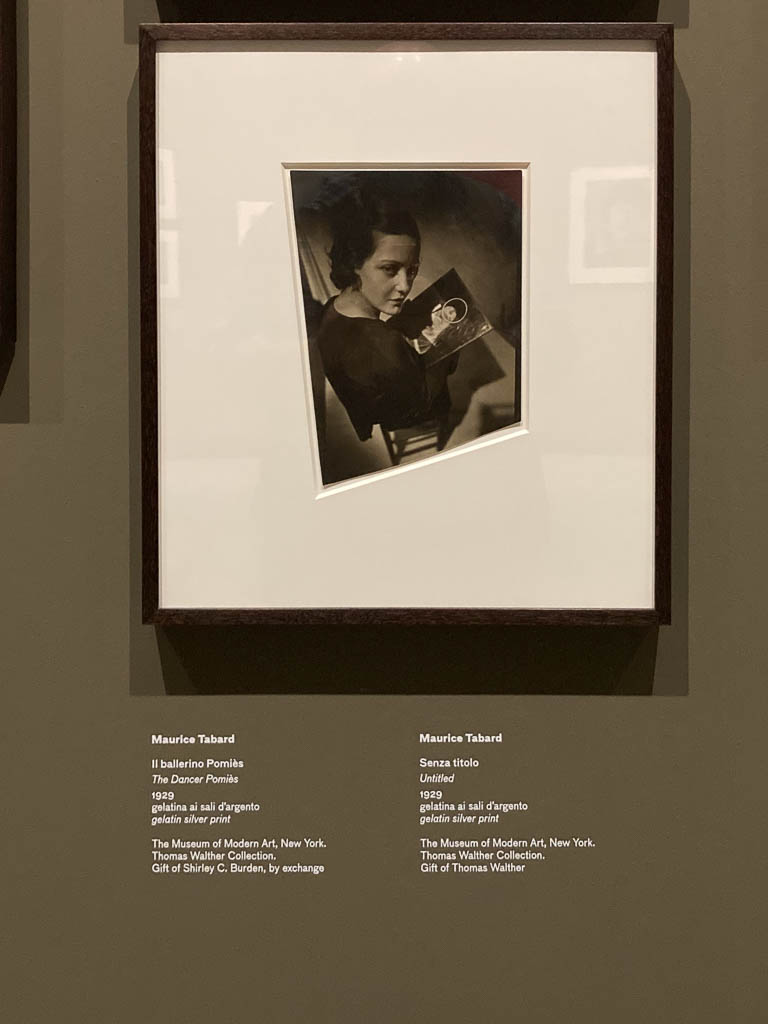 Maurice Tabard
Il ballerino Pomiès
The Dancer Pomiès
1929
gelatina ai sali d'argento
gelatin silver print
The Museum of Modern Art, New York.
Thomas Walther Collection.
Gift of Shirley C. Burden, by exchange
Maurice Tabard
Senza titolo
Untitled
1929
gelatina ai sali d'argento
gelatin silver print
The Museum of Modern Art, New York.
Thomas Walther Collection.
Gift of Thomas Walther